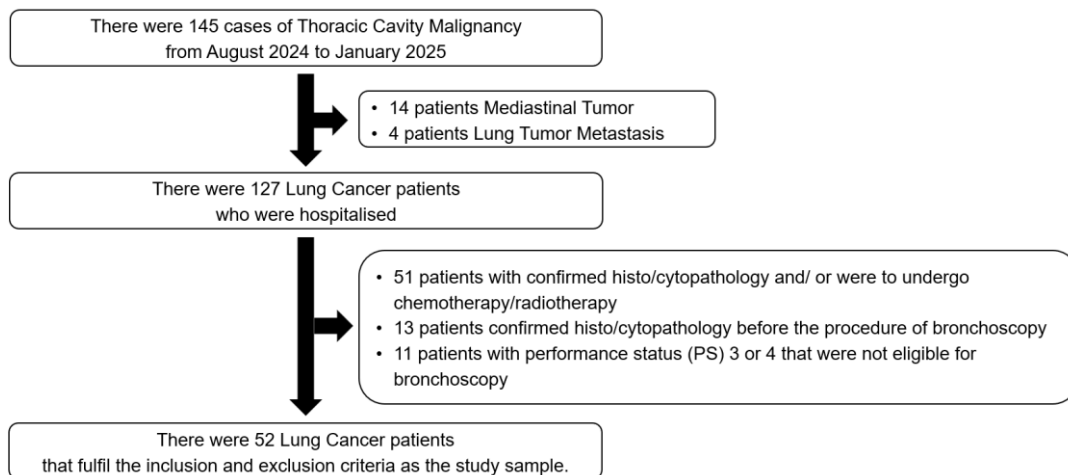 There were 145 cases of Thoracic Cavity Malignancy
from August 2024 to January 2025
• 14 patients Mediastinal Tumor
• 4 patients Lung Tumor Metastasis
There were 127 Lung Cancer patients
who were hospitalised
• 51 patients with confirmed histo/cytopathology and/ or were to undergo
chemotherapy/radiotherapy
• 13 patients confirmed histo/cytopathology before the procedure of bronchoscopy
• 11 patients with performance status (PS) 3 or 4 that were not eligible for
bronchoscopy
There were 52 Lung Cancer patients
that fulfil the inclusion and exclusion criteria as the study sample.